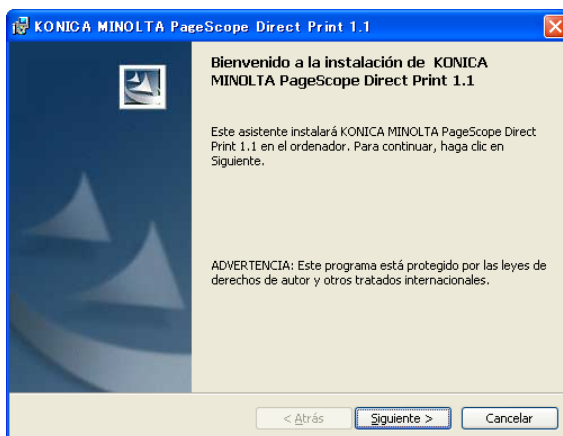 KONICA MINOLTA PageScope Direct Print 1.1
Bienvenido a la instalación de KONICA
MINOLTA PageScope Direct Print 1.1
Este asistente instalará KONICA MINOLTA PageScope Direct
Print 1.1 en el ordenador. Para continuar, haga clic en
Siguiente.
ADVERTENCIA: Este programa está protegido por las leyes de
derechos de autor y otros tratados internacionales.
< Atrás Siguiente > Cancelar